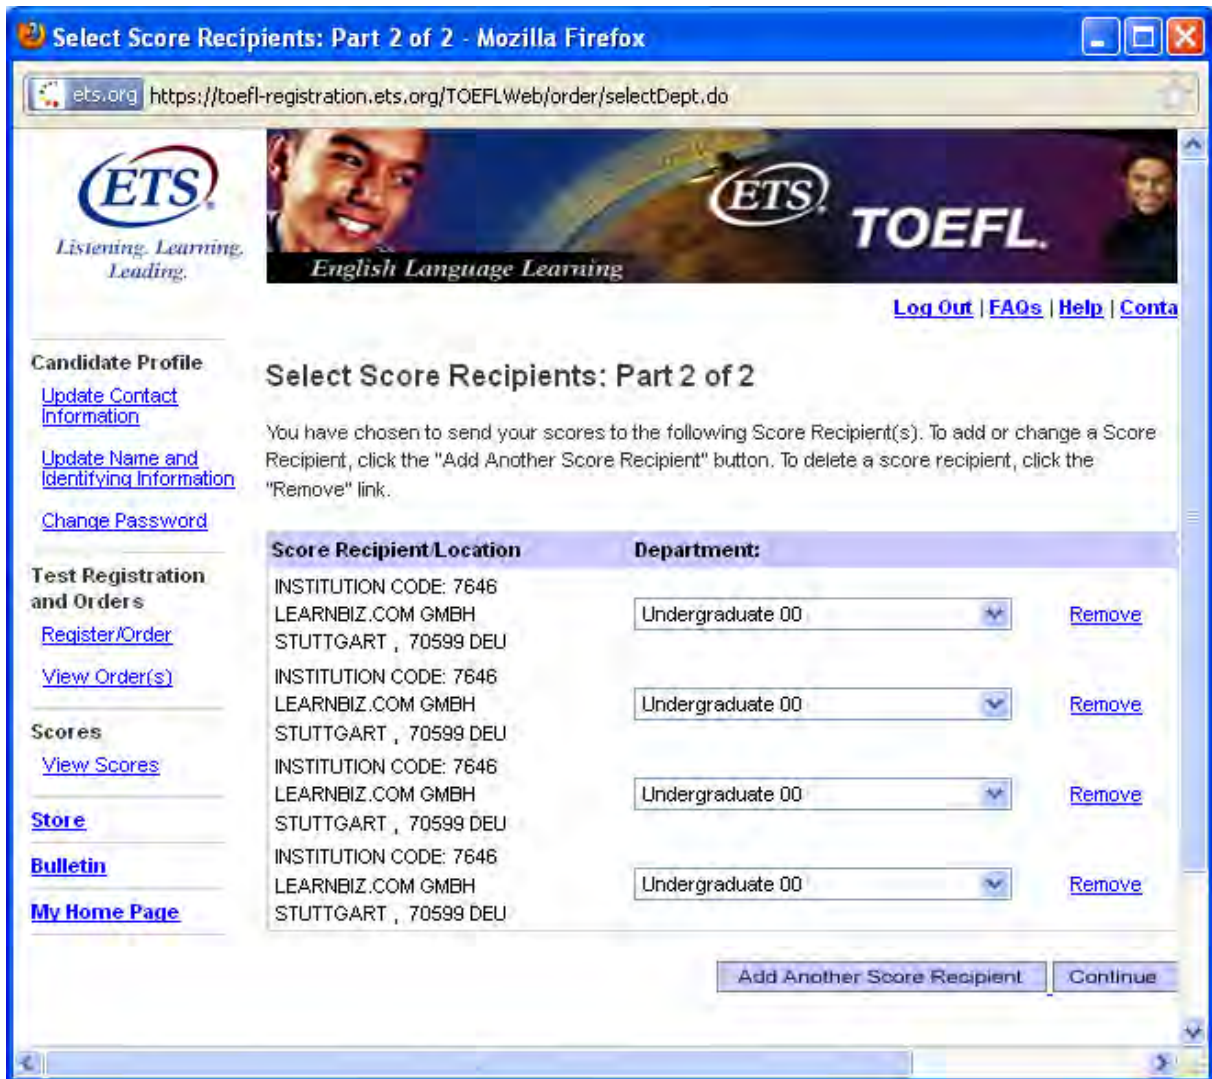 Select Score Recipients: Part 2 of 2 - Mozilla Firefox
ets.org https://toefl-registration.ets.org/TOEFLWeb/order/selectDept.do
ETS
Listening. Learning.
Leading.
ETS TOEFL.
English Language Learning
Log Out | FAQs | Help | Conta
Candidate Profile
Update Contact
Information
Update Name and
Identifying Information
Change Password
Test Registration
and Orders
Register/Order
View Order(s)
Scores
View Scores
Store
Bulletin
My Home Page
Select Score Recipients: Part 2 of 2
You have chosen to send your scores to the following Score Recipient(s). To add or change a Score
Recipient, click the "Add Another Score Recipient" button. To delete a score recipient, click the
"Remove" link.
Score Recipient/Location Department:
INSTITUTION CODE: 7646
LEARNBIZ.COM GMBH Undergraduate 00 Remove
STUTTGART , 70599 DEU
INSTITUTION CODE: 7646
LEARNBIZ.COM GMBH Undergraduate 00 Remove
STUTTGART , 70599 DEU
INSTITUTION CODE: 7646
LEARNBIZ.COM GMBH Undergraduate 00 Remove
STUTTGART , 70599 DEU
INSTITUTION CODE: 7646
LEARNBIZ.COM GMBH Undergraduate 00 Remove
STUTTGART , 70599 DEU
Add Another Score Recipient Continue